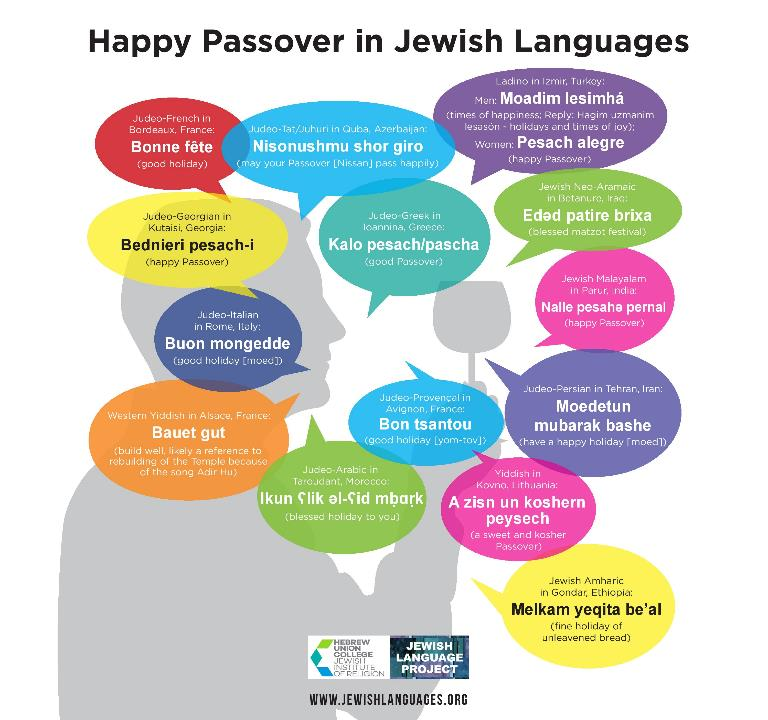 Happy Passover in Jewish Languages
Judeo-French in
Bordeaux, France:
Bonne fête
(good holiday)
Judeo-Tat/Juhuri in Quba, Azerbaijan:
Nisonushmu shor giro
(may your Passover [Nissan] pass happily)
Ladino in Izmir, Turkey:
Men: Moadim lesimhá
(times of happiness; Reply: Hagim uzmanim
lesasón - holidays and times of joy);
Women: Pesach alegre
(happy Passover)
Judeo-Georgian in
Kutaisi, Georgia:
Bednieri pesach-i
(happy Passover)
Judeo-Greek in
Ioannina, Greece:
Kalo pesach/pascha
(good Passover)
Jewish Neo-Aramaic
in Betanure, Iraq:
Eded patire brixa
(blessed matzot festival)
Judeo-Italian
in Rome, Italy:
Buon mongedde
(good holiday [moed])
Jewish Malayalam
in Parur, India:
Nalle pesahe pernal
(happy Passover)
Western Yiddish in Alsace, France:
Bauet gut
(build well, likely a reference to
rebuilding of the Temple because
of the song Adir Hu)
Judeo-Provençal in
Avignon, France:
Bon tsantou
(good holiday [yom-tov])
Judeo-Persian in Tehran, Iran:
Moedetun
mubarak bashe
(have a happy holiday [moed])
Judeo-Arabic in
Taroudant, Morocco:
Ikun ʕlik əl-ʕid mḅaṛk
(blessed holiday to you)
Yiddish in
Kovno, Lithuania:
A zisn un koshern
peysech
(a sweet and kosher
Passover)
Jewish Amharic
in Gondar, Ethiopia:
Melkam yeqita be'al
(fine holiday of
unleavened bread)
HEBREW
UNION
COLLEGE
JEWISH
INSTITUTE
OF RELIGION
JEWISH
LANGUAGE
PROJECT
WWW.JEWISHLANGUAGES.ORG